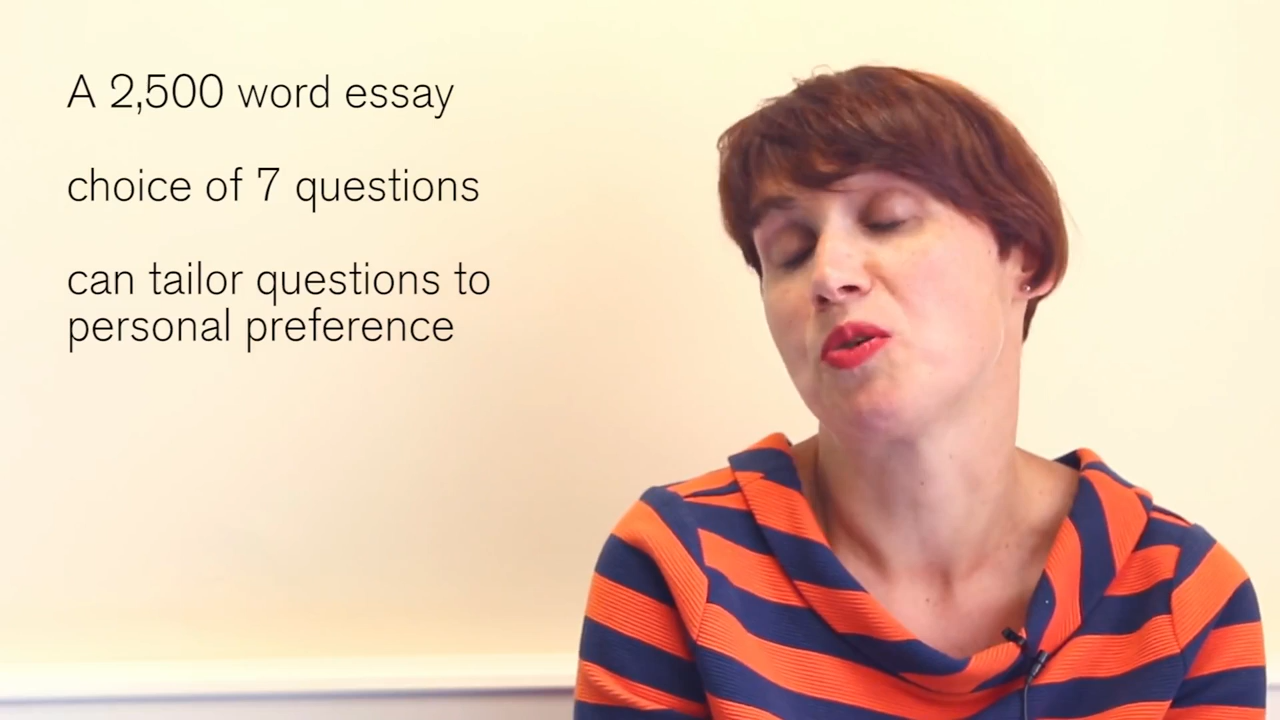 A 2,500 word essay
choice of 7 questions
can tailor questions to
personal preference